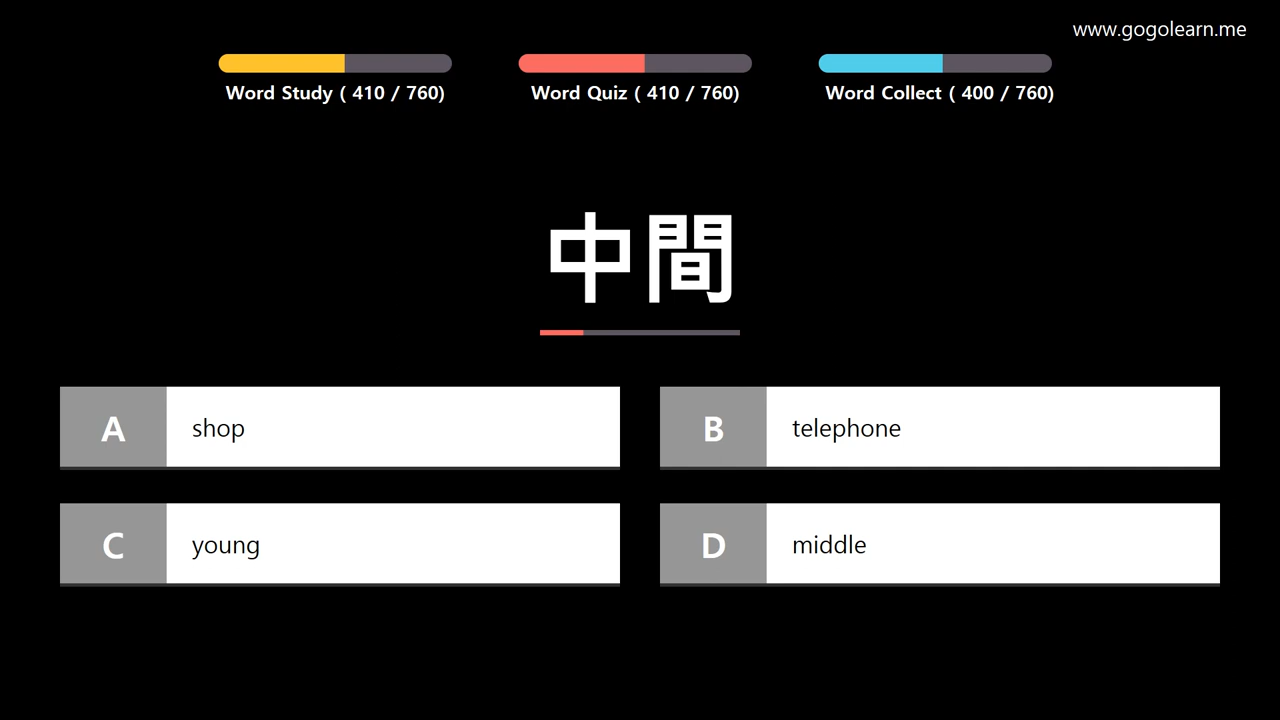 www.gogolearn.me
Word Study ( 410 / 760)
Word Quiz ( 410 / 760)
Word Collect ( 400 / 760)
中間
A shop
B telephone
C young
D middle